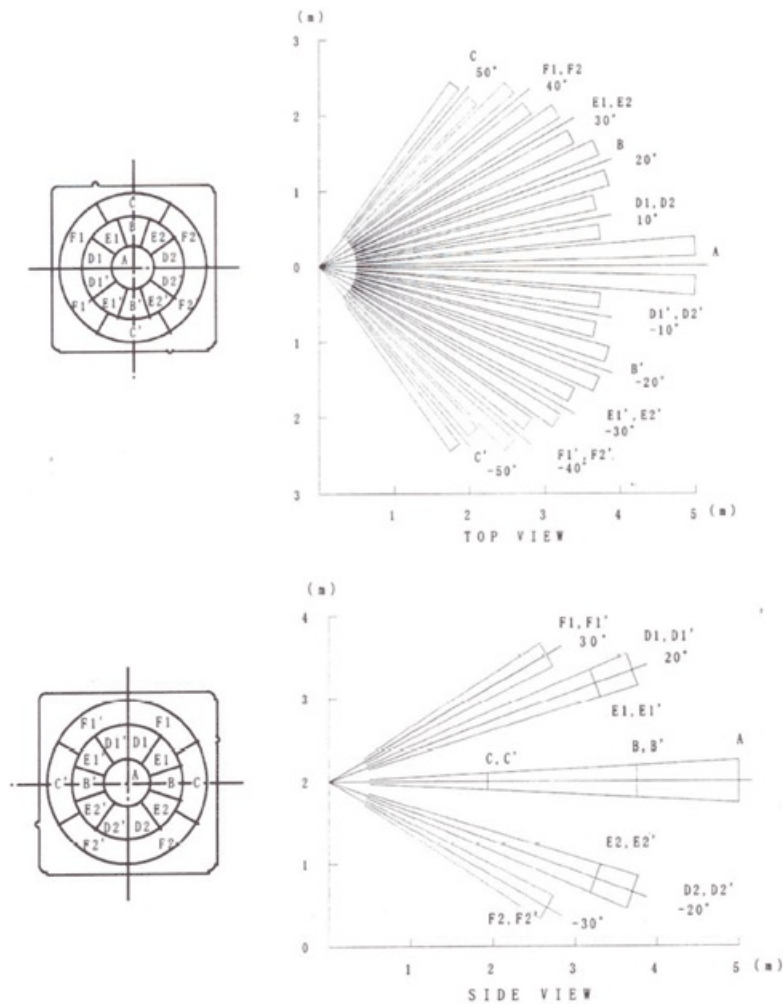 (m)
3
C
50°
F1,F2
40°
E1,E2
30°
2
B
20°
1
D1,D2
10°
A
0
D1',D2'
-10°
1
B'
-20°
2
E1',E2'
-30°
F1',F2'
-40°
C'
-50°
3
1 2 3 4 5 (m)
TOP VIEW
C
F1 B F2
E1 E2
D1 A D2
D1' D2'
F1' E1' B' E2' F2
C'
(m)
4
F1,F1'
30°
D1,D1'
20°
3
E1,E1'
C,C' B,B' A
2
1
E2,E2'
D2,D2'
-20°
F2,F2'
-30°
0
1 2 3 4 5 (m)
SIDE VIEW
F1' F1
D1' D1
E1' E1
C' B' A B C
E2' E2
D2' D2
F2' F2